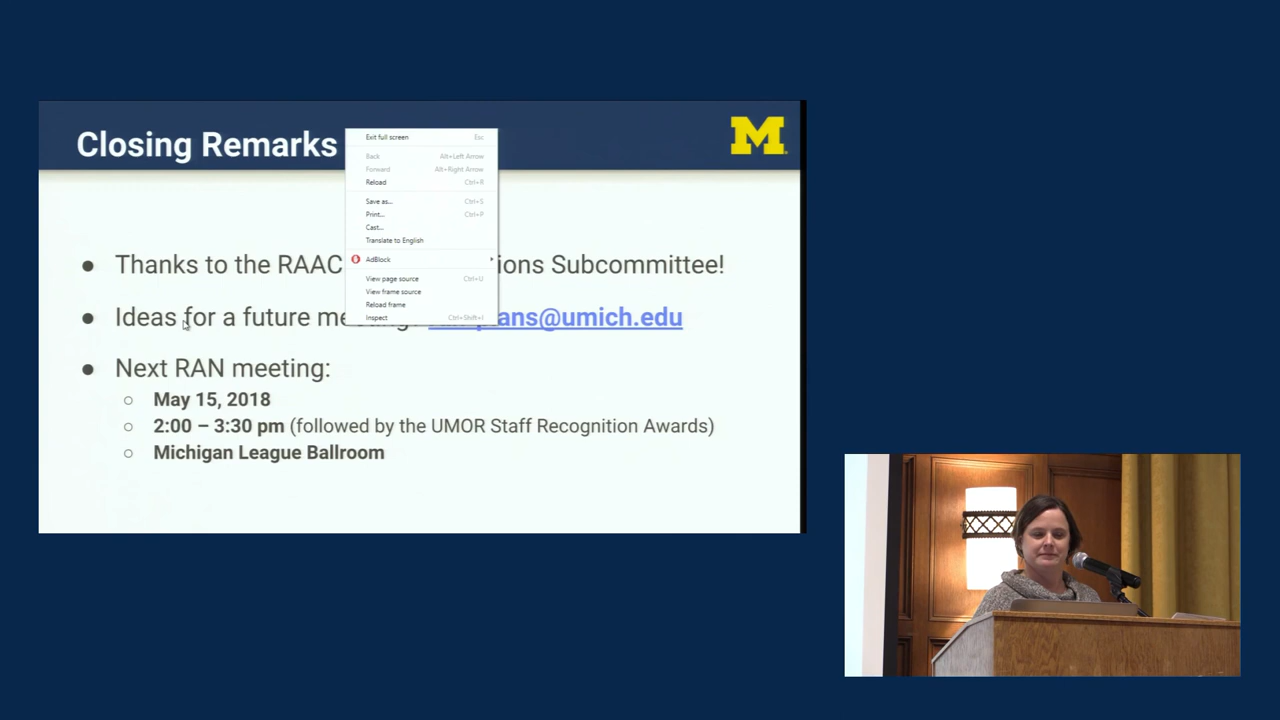 Closing Remarks
M
Exit full screen Esc
Back Alt+Left Arrow
Forward Alt+Right Arrow
Reload Ctrl+R
Save as... Ctrl+S
Print... Ctrl+P
Cast...
Translate to English
AdBlock
View page source Ctrl+U
View frame source
Reload frame
Inspect Ctrl+Shift+I
Thanks to the RAAC ions Subcommittee!
Ideas for a future ans@umich.edu
Next RAN meeting:
May 15, 2018
2:00 – 3:30 pm (followed by the UMOR Staff Recognition Awards)
Michigan League Ballroom